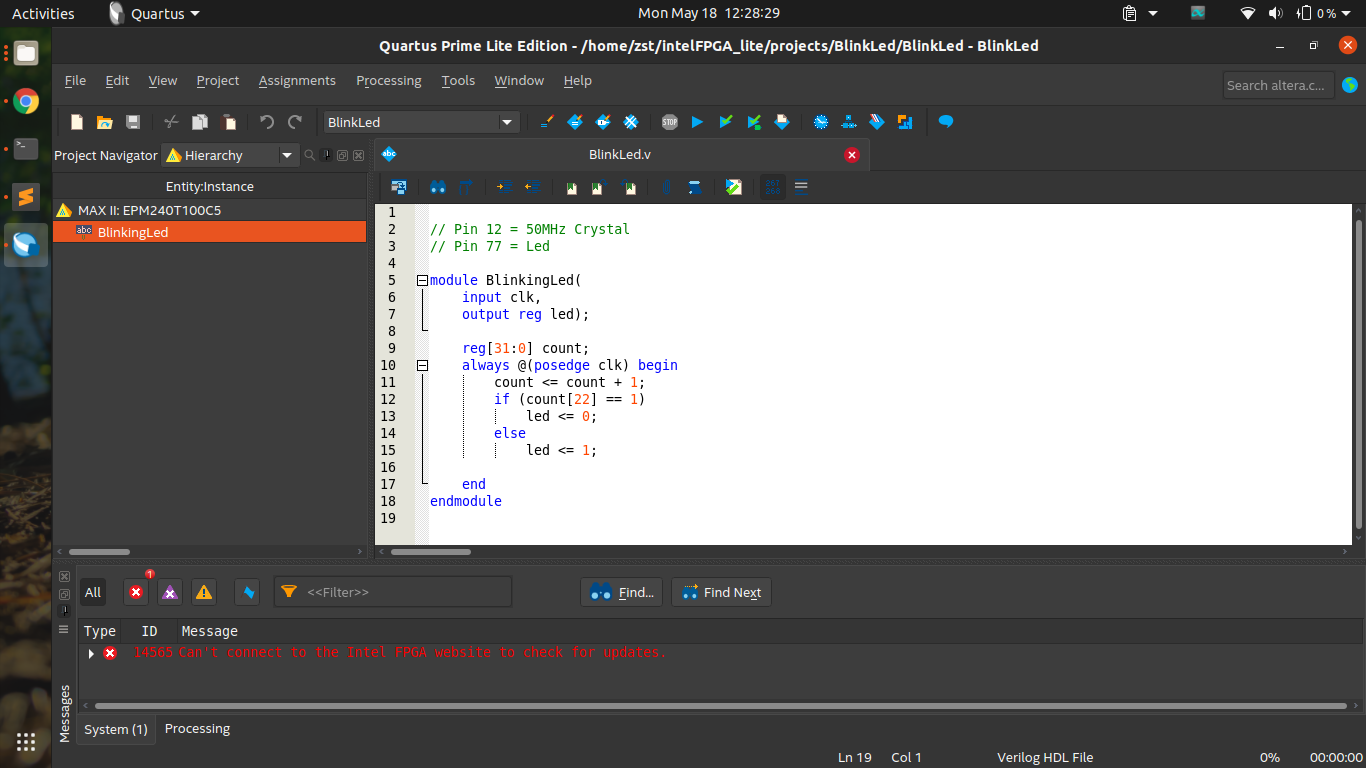 Activities Quartus Mon May 18 12:28:29 0 %
Quartus Prime Lite Edition - /home/zst/intelFPGA_lite/projects/BlinkLed/BlinkLed - BlinkLed
File Edit View Project Assignments Processing Tools Window Help Search altera.c...
BlinkLed STOP
Project Navigator Hierarchy abc BlinkLed.v
Entity:Instance
MAX II: EPM240T100C5
abc BlinkingLed
1
2 // Pin 12 = 50MHz Crystal
3 // Pin 77 = Led
4
5 module BlinkingLed(
6 input clk,
7 output reg led);
8
9 reg[31:0] count;
10 always @(posedge clk) begin
11 count <= count + 1;
12 if (count[22] == 1)
13 led <= 0;
14 else
15 led <= 1;
16
17 end
18 endmodule
19
All 1 <<Filter>> Find... Find Next
Type ID Message
14565 Can't connect to the Intel FPGA website to check for updates.
Messages
System (1) Processing
Ln 19 Col 1 Verilog HDL File 0% 00:00:00